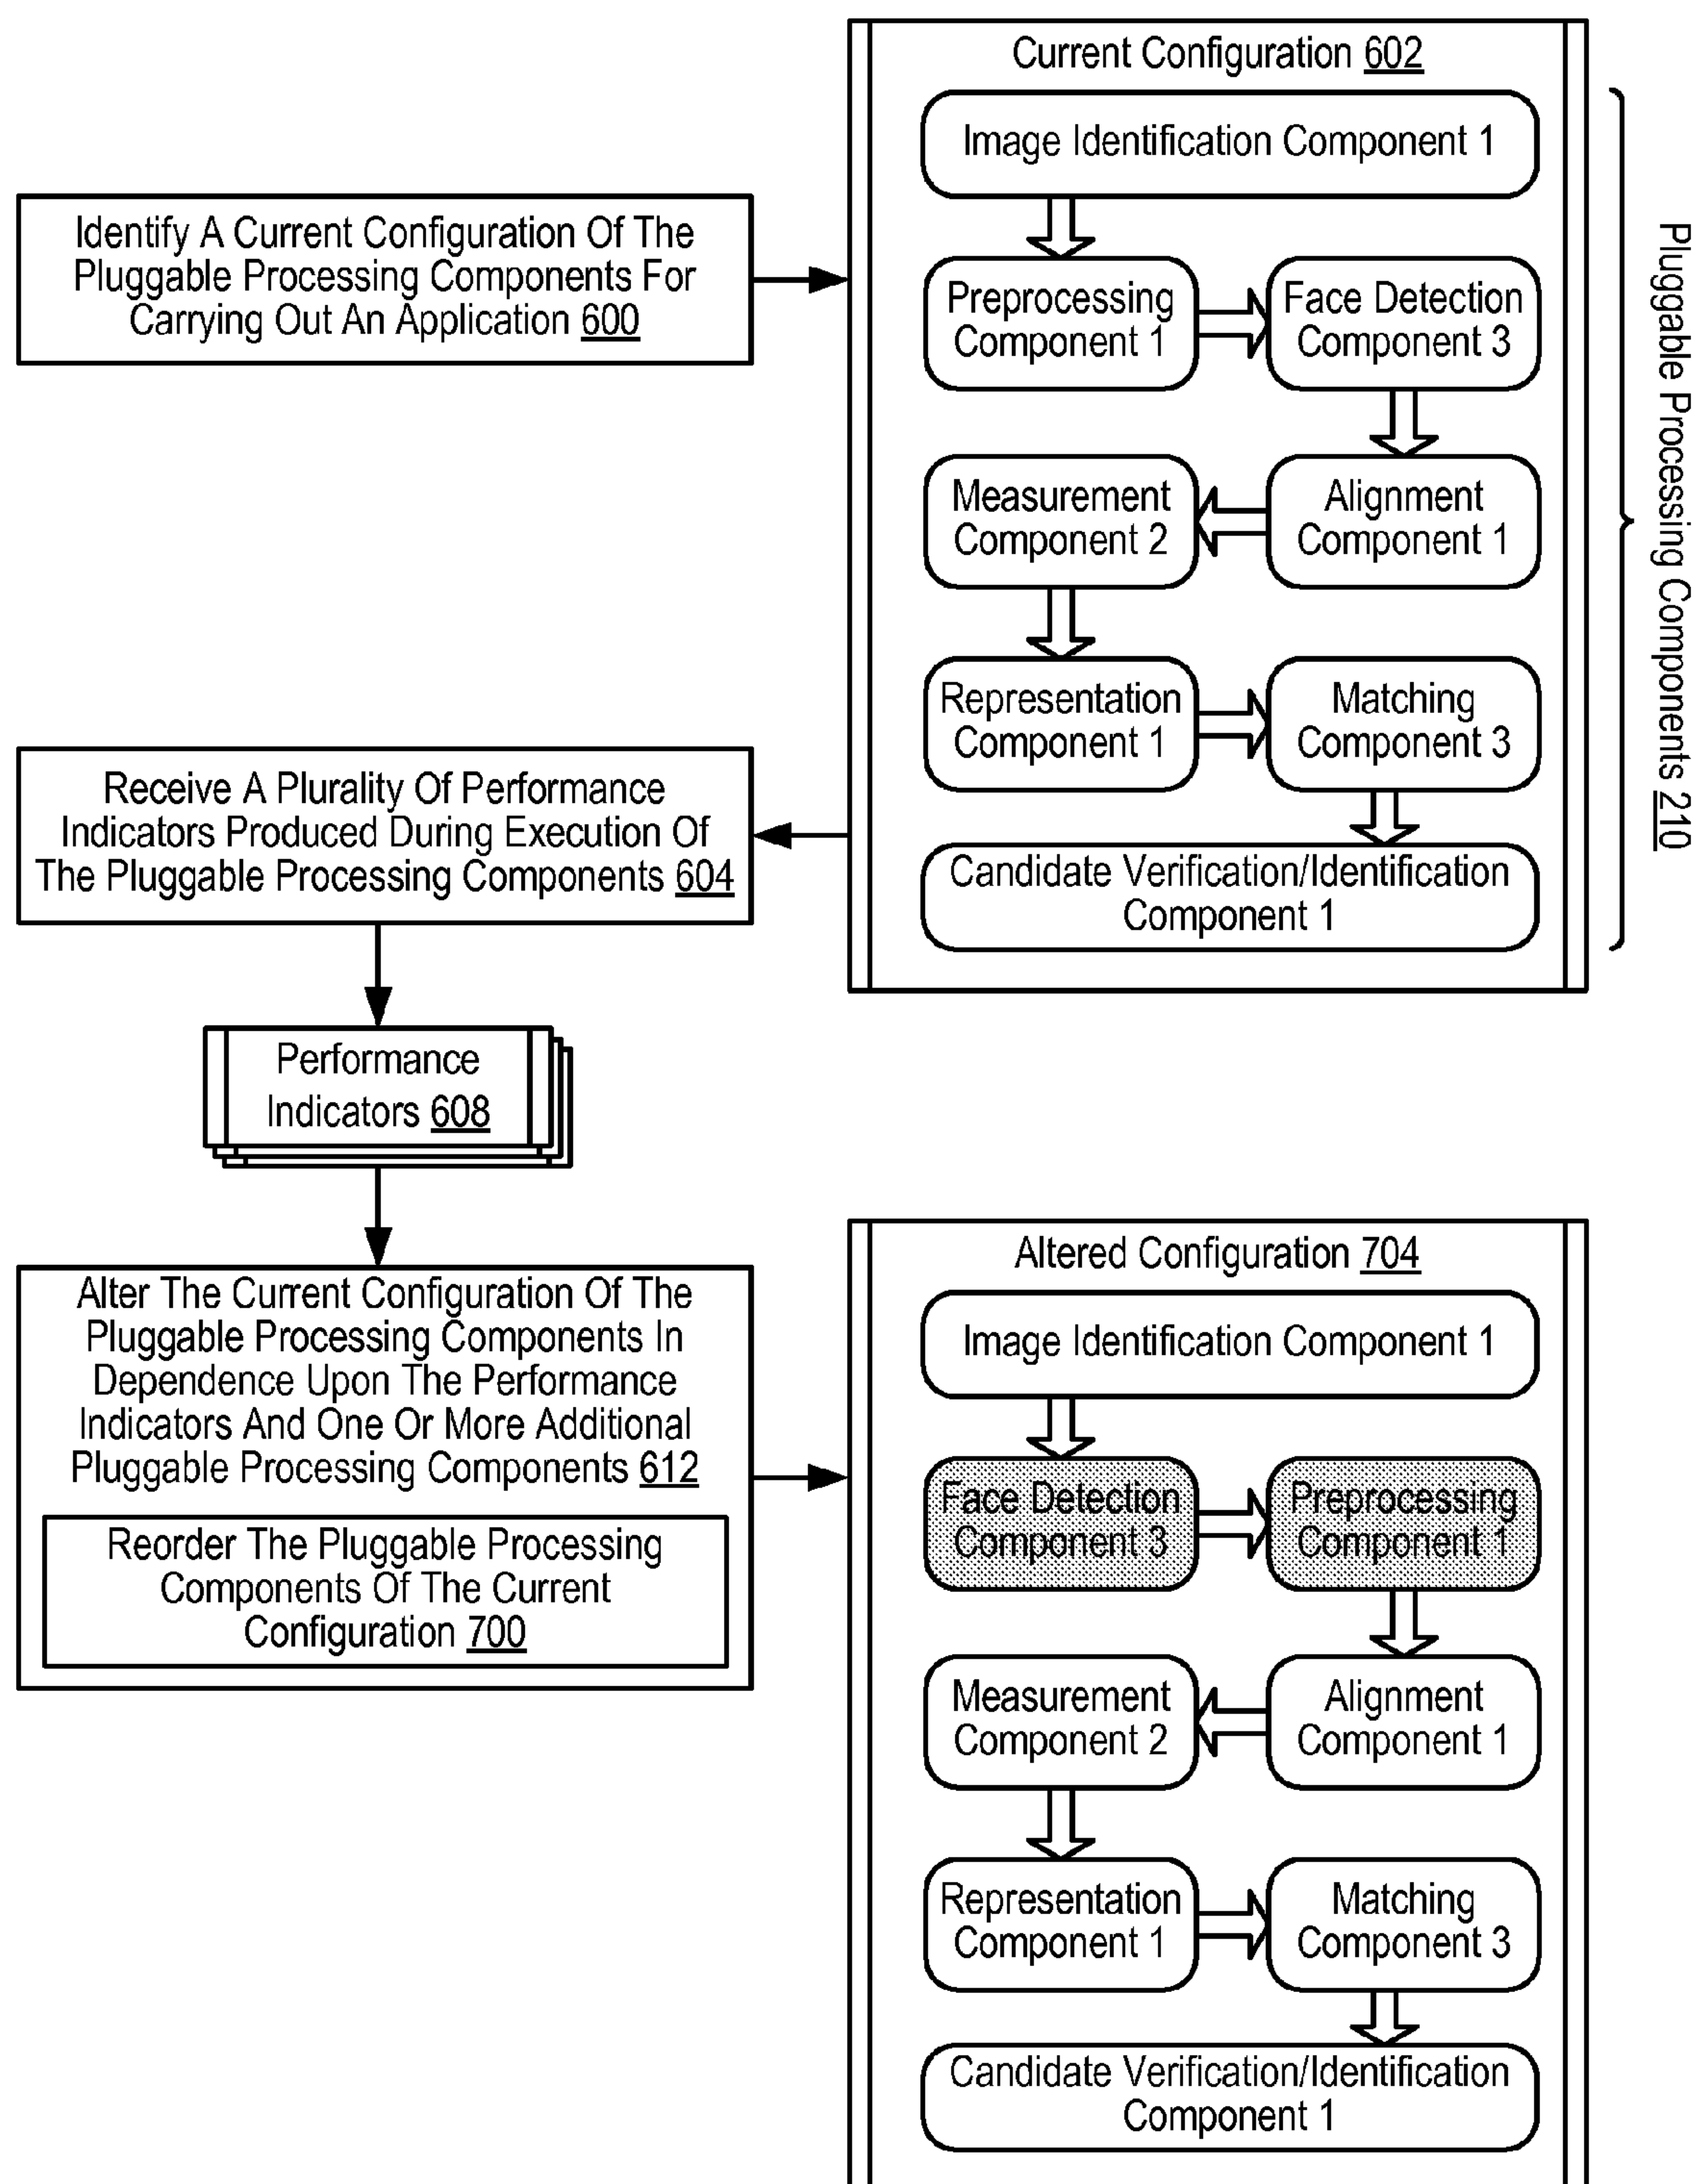 Current Configuration 602
Image Identification Component 1
Identify A Current Configuration Of The
Pluggable Processing Components For
Carrying Out An Application 600
Preprocessing
Component 1
Face Detection
Component 3
Measurement
Component 2
Alignment
Component 1
Representation
Component 1
Matching
Component 3
Candidate Verification/Identification
Component 1
Pluggable Processing Components 210
Receive A Plurality Of Performance
Indicators Produced During Execution Of
The Pluggable Processing Components 604
Performance
Indicators 608
Alter The Current Configuration Of The
Pluggable Processing Components In
Dependence Upon The Performance
Indicators And One Or More Additional
Pluggable Processing Components 612
Reorder The Pluggable Processing
Components Of The Current
Configuration 700
Altered Configuration 704
Image Identification Component 1
Face Detection
Component 3
Preprocessing
Component 1
Measurement
Component 2
Alignment
Component 1
Representation
Component 1
Matching
Component 3
Candidate Verification/Identification
Component 1